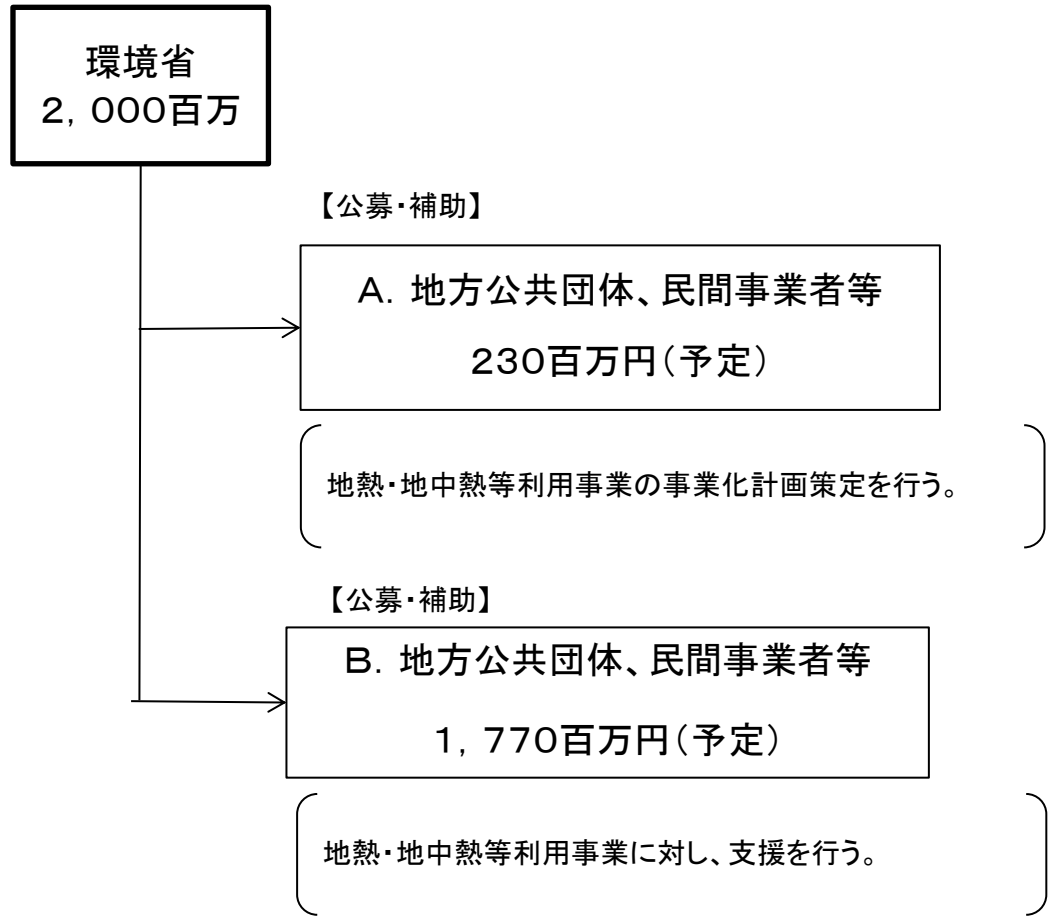 環境省
2,000百万
【公募・補助】
A. 地方公共団体、民間事業者等
230百万円(予定)
地熱・地中熱等利用事業の事業化計画策定を行う。
【公募・補助】
B. 地方公共団体、民間事業者等
1,770百万円(予定)
地熱・地中熱等利用事業に対し、支援を行う。